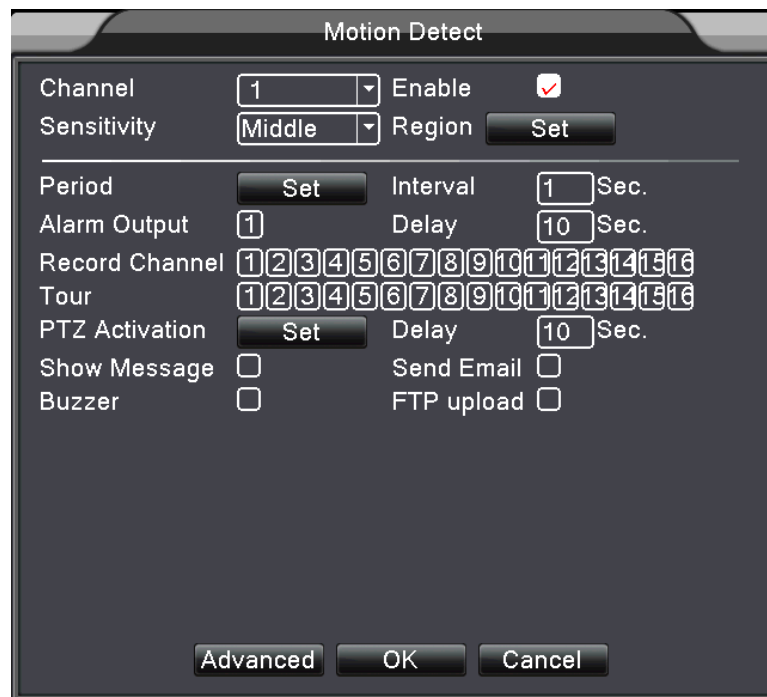 Motion Detect
Channel 1 Enable
Sensitivity Middle Region Set
Period Set Interval 1 Sec.
Alarm Output 1 Delay 10 Sec.
Record Channel 1 2 3 4 5 6 7 8 9 10 11 12 13 14 15 16
Tour 1 2 3 4 5 6 7 8 9 10 11 12 13 14 15 16
PTZ Activation Set Delay 10 Sec.
Show Message Send Email
Buzzer FTP upload
Advanced OK Cancel